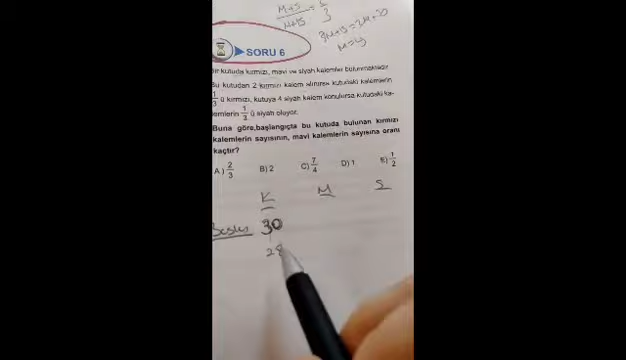 M+5
N+15
3
SORU 6
Bir kutuda kırmızı, mavi ve siyah kalemler bulunmaktadır.
Bu kutudan 2 kırmızı kalem alınırsa kutudaki kalemlerin
1/3 ü kırmızı, kutuya 4 siyah kalem konulursa kutudaki ka-
lemlerin 1/3 ü siyah oluyor.
Buna göre,başlangıçta bu kutuda bulunan kırmızı
kalemlerin sayısının, mavi kalemlerin sayısına oranı
kaçtır?
A) 2/3 B) 2 C) 7/4 D) 1 E) 1/2
K M S
30
28